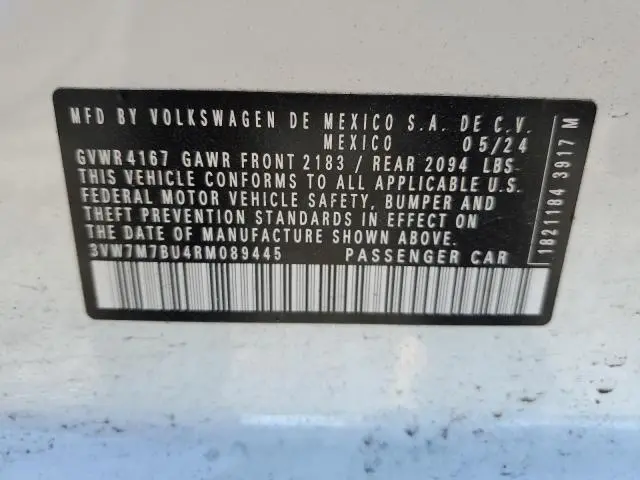 MFD BY VOLKSWAGEN DE MEXICO S.A. DE C.V.
MEXICO 05/24
GVWR 4167 GAWR FRONT 2183 / REAR 2094 LBS
THIS VEHICLE CONFORMS TO ALL APPLICABLE U.S.
FEDERAL MOTOR VEHICLE SAFETY, BUMPER AND
THEFT PREVENTION STANDARDS IN EFFECT ON
THE DATE OF MANUFACTURE SHOWN ABOVE.
3VW7M7BU4RM089445 PASSENGER CAR
1821184 3917 M